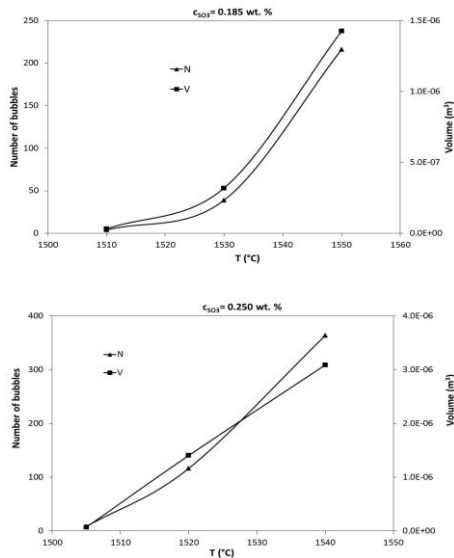 cSO3= 0.185 wt. %
250
200
150
100
50
0
Number of bubbles
N
V
1.5E-06
1.0E-06
5.0E-07
0.0E+00
Volume (m³)
1500 1510 1520 1530 1540 1550 1560
T (°C)
cSO3= 0.250 wt. %
400
300
200
100
0
Number of bubbles
N
V
4.0E-06
3.0E-06
2.0E-06
1.0E-06
0.0E+00
Volume (m³)
1500 1510 1520 1530 1540 1550
T (°C)